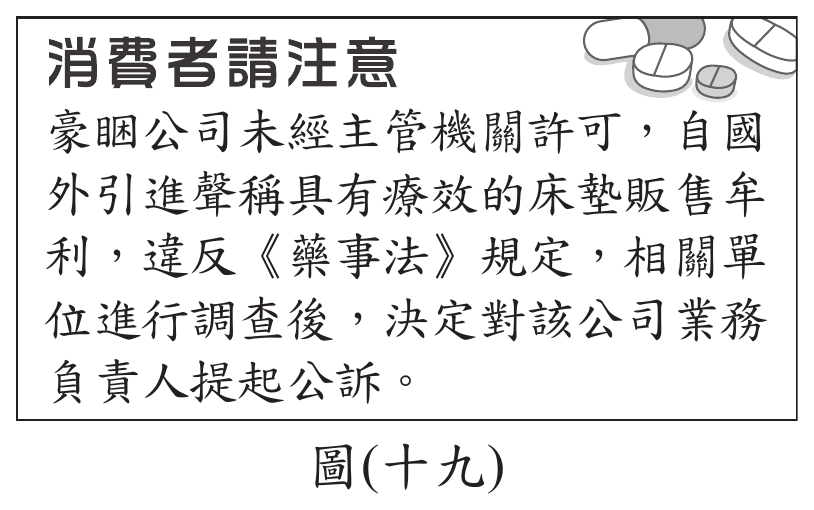 消費者請注意
豪睏公司未經主管機關許可，自國
外引進聲稱具有療效的床墊販售牟
利，違反《藥事法》規定，相關單
位進行調查後，決定對該公司業務
負責人提起公訴。
圖(十九)